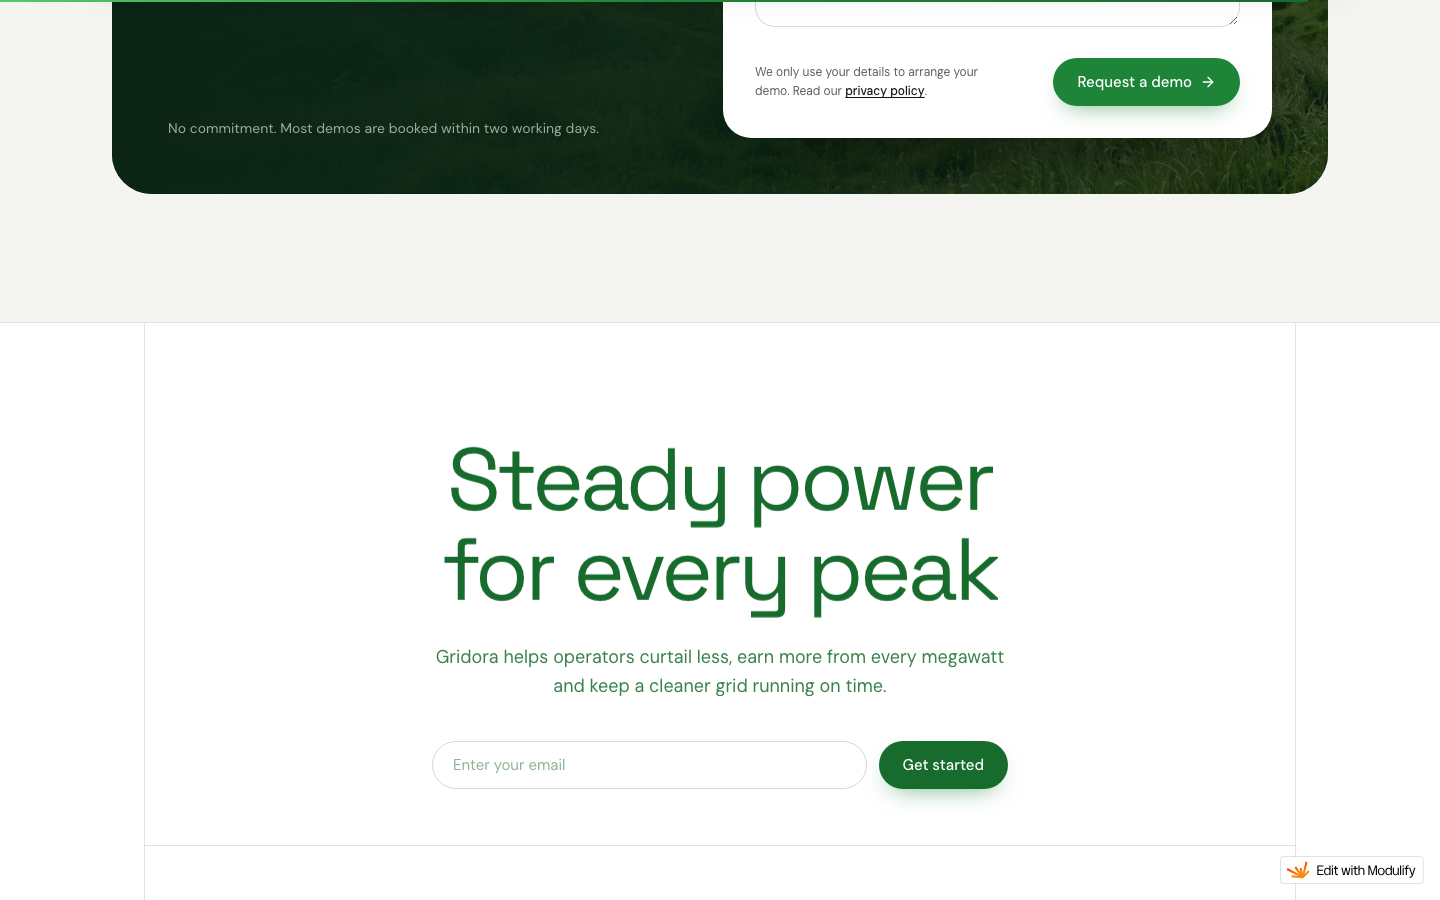 We only use your details to arrange your
demo. Read our privacy policy.
Request a demo →
No commitment. Most demos are booked within two working days.
Steady power
for every peak
Gridora helps operators curtail less, earn more from every megawatt
and keep a cleaner grid running on time.
Enter your email
Get started
Edit with Modulify